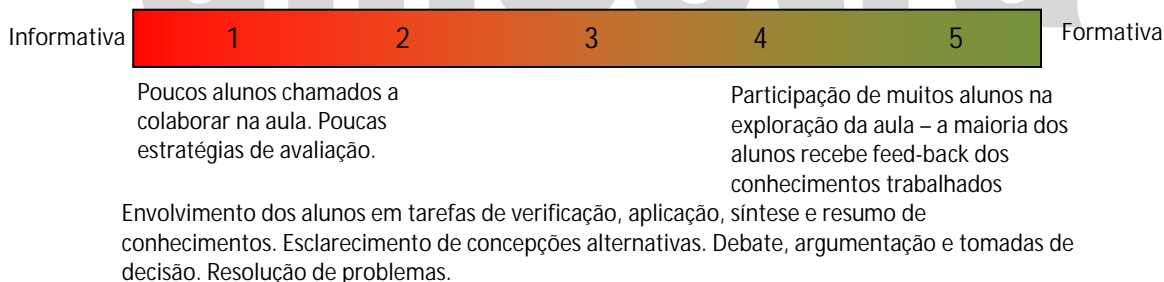 Informativa 1 2 3 4 5 Formativa
Poucos alunos chamados a
colaborar na aula. Poucas
estratégias de avaliação.
Participação de muitos alunos na
exploração da aula – a maioria dos
alunos recebe feed-back dos
conhecimentos trabalhados
Envolvimento dos alunos em tarefas de verificação, aplicação, síntese e resumo de
conhecimentos. Esclarecimento de concepções alternativas. Debate, argumentação e tomadas de
decisão. Resolução de problemas.